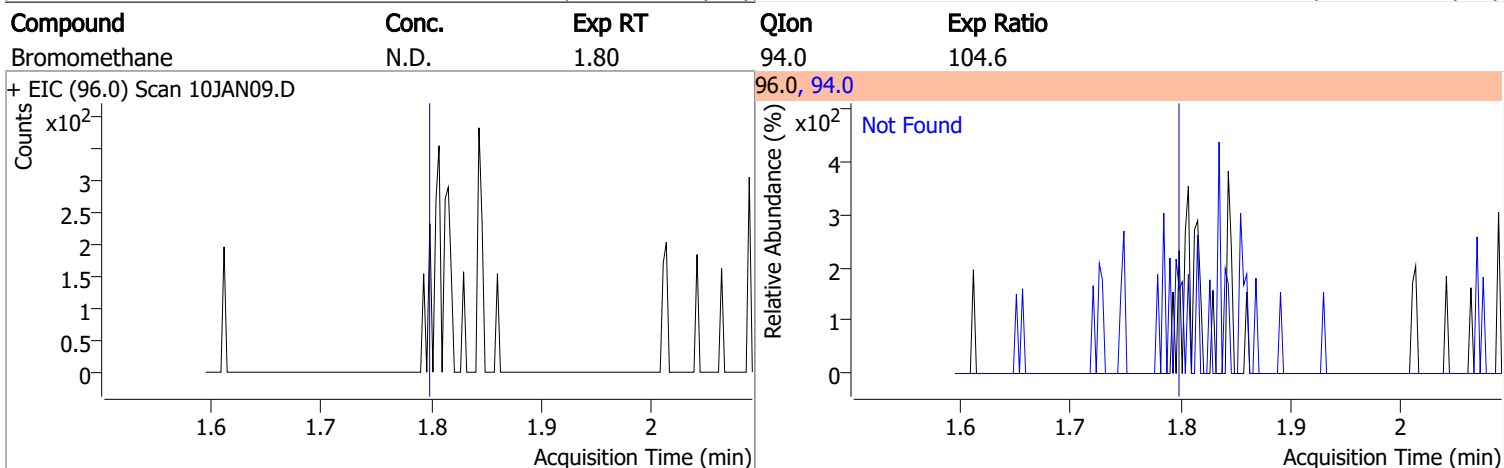 Compound Conc. Exp RT QIon Exp Ratio
Bromomethane N.D. 1.80 94.0 104.6
+ EIC (96.0) Scan 10JAN09.D
Counts
x10²
3
2.5
2
1.5
1
0.5
0
1.6 1.7 1.8 1.9 2
Acquisition Time (min)
96.0, 94.0
Relative Abundance (%)
x10²
Not Found
4
3
2
1
0
1.6 1.7 1.8 1.9 2
Acquisition Time (min)